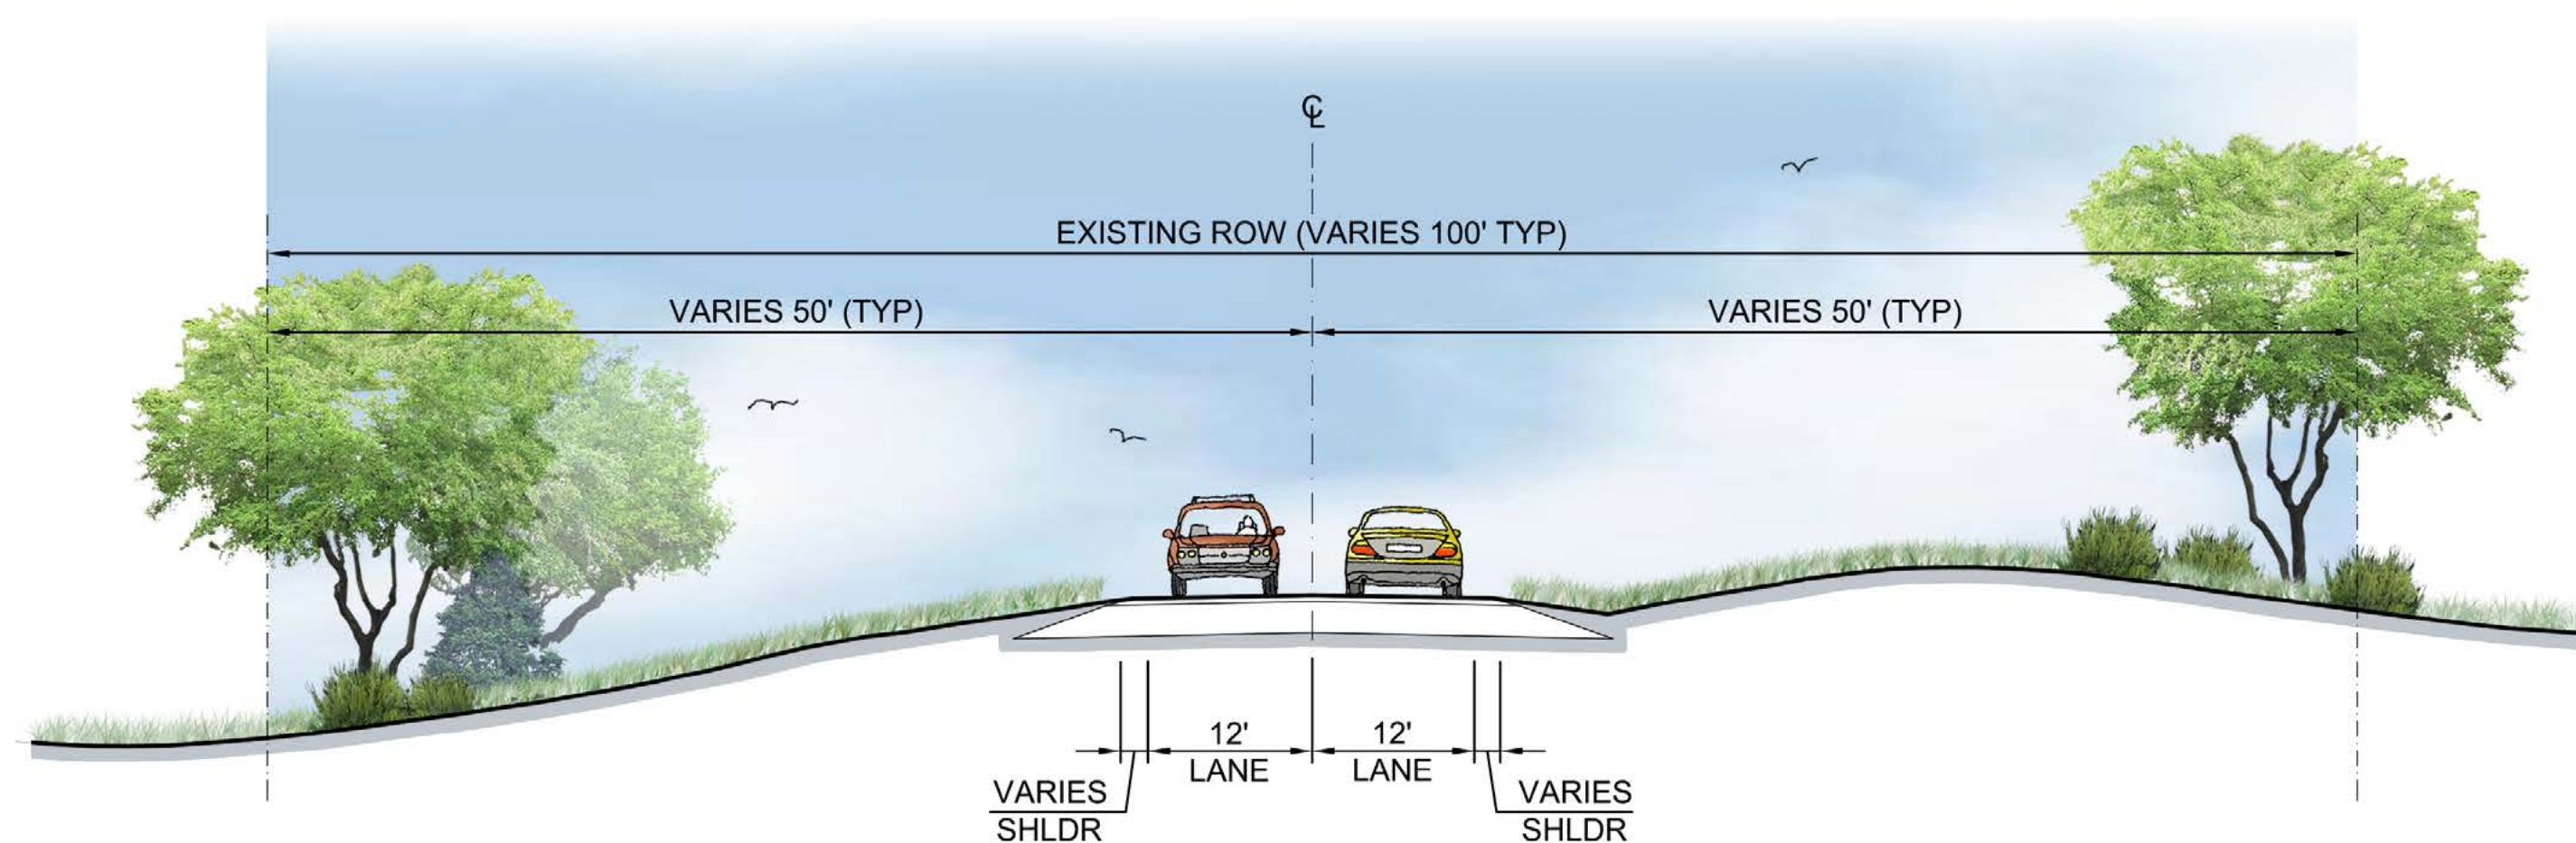 ℄
EXISTING ROW (VARIES 100' TYP)
VARIES 50' (TYP)
VARIES 50' (TYP)
12'
LANE
12'
LANE
VARIES
SHLDR
VARIES
SHLDR